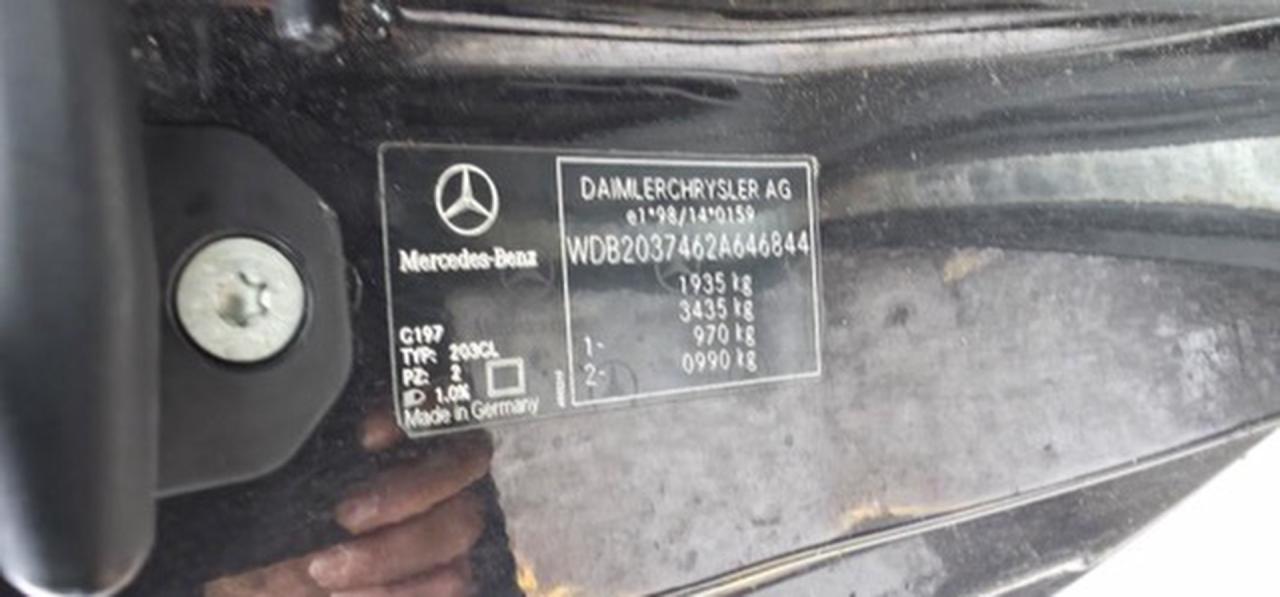 Mercedes-Benz
C197
TYP: 203CL
PZ: 2
1.0%
Made in Germany
DAIMLERCHRYSLER AG
e1*98/14*0159
WDB2037462A646844
1935 kg
3435 kg
1- 970 kg
2- 0990 kg